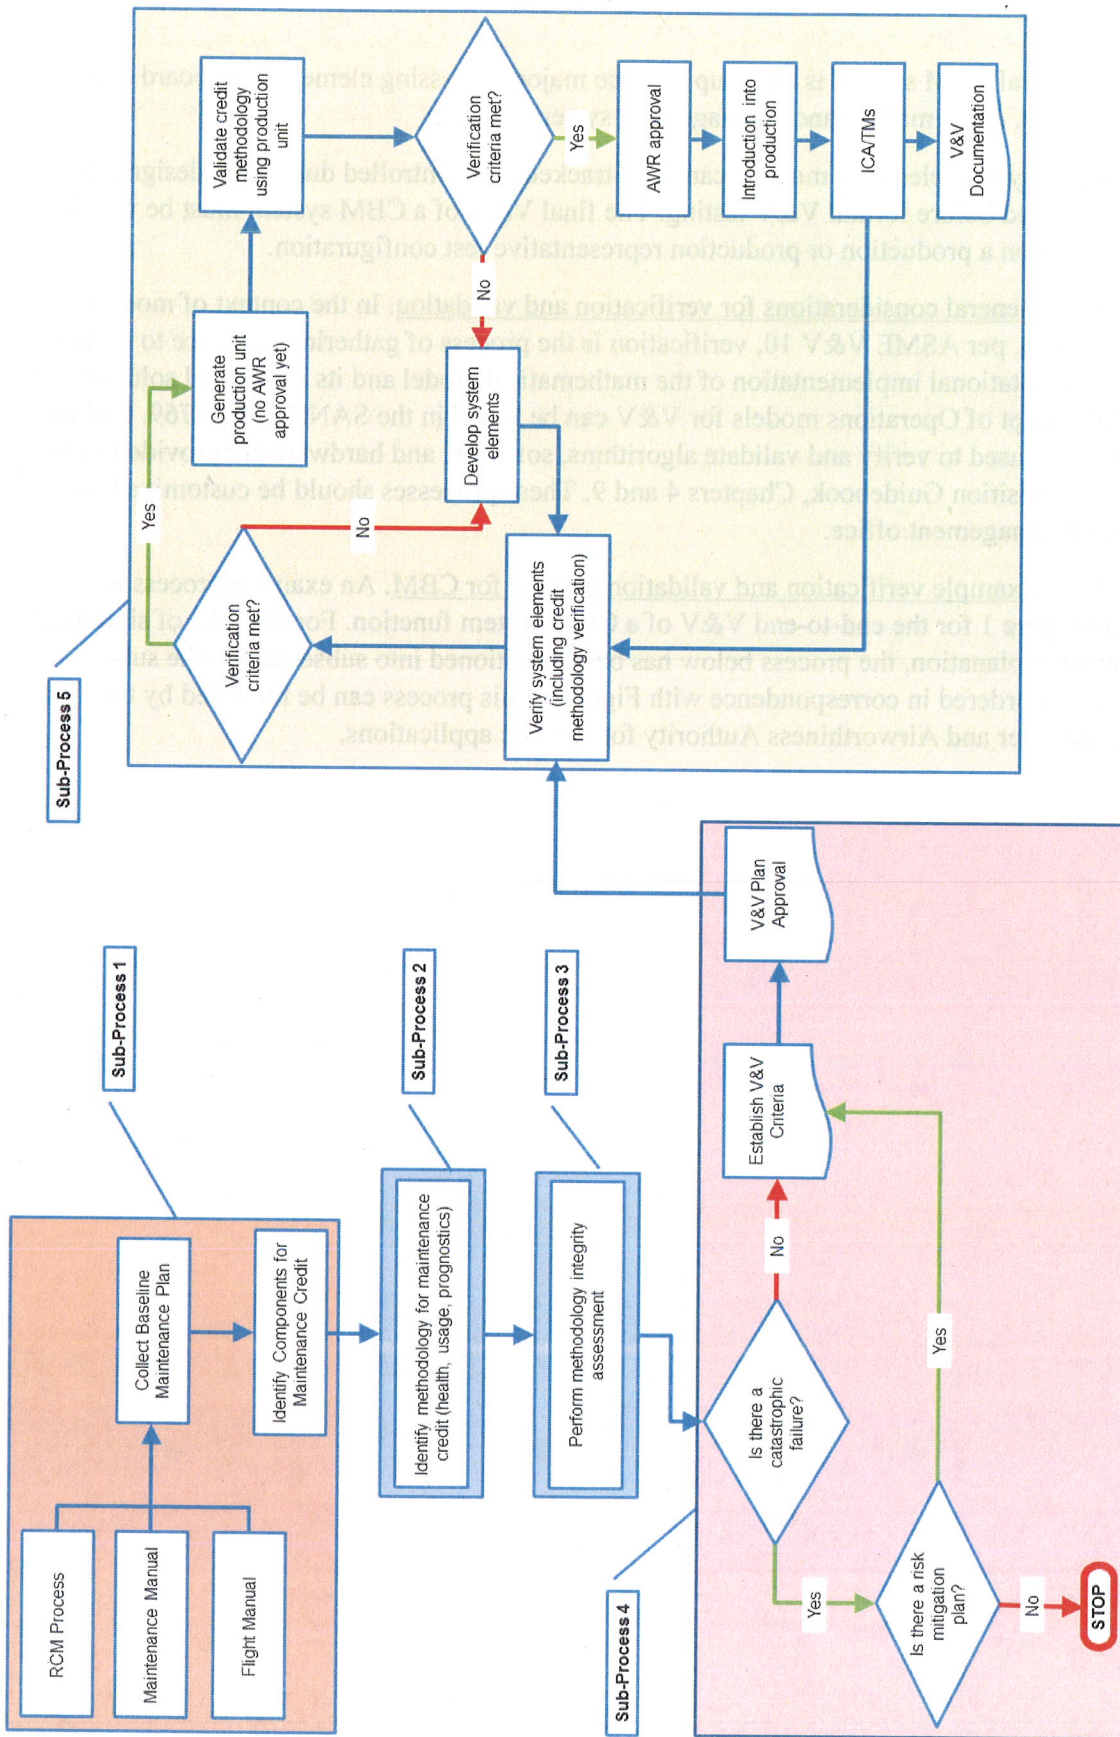 Sub-Process 1
RCM Process
Maintenance Manual
Flight Manual
Collect Baseline
Maintenance Plan
Identify Components for
Maintenance Credit
Sub-Process 2
Identify methodology for maintenance
credit (health, usage, prognostics)
Sub-Process 3
Perform methodology integrity
assessment
Sub-Process 4
Is there a
catastrophic
failure?
Yes
No
Is there a risk
mitigation
plan?
No
STOP
Yes
Establish V&V
Criteria
V&V Plan
Approval
Sub-Process 5
Verify system elements
(including credit
methodology verification)
Verification
criteria met?
Yes
No
Develop system
elements
Generate
production unit
(no AWR
approval yet)
Validate credit
methodology
using production
unit
Verification
criteria met?
No
Yes
AWR approval
Introduction into
production
ICA/TMs
V&V
Documentation